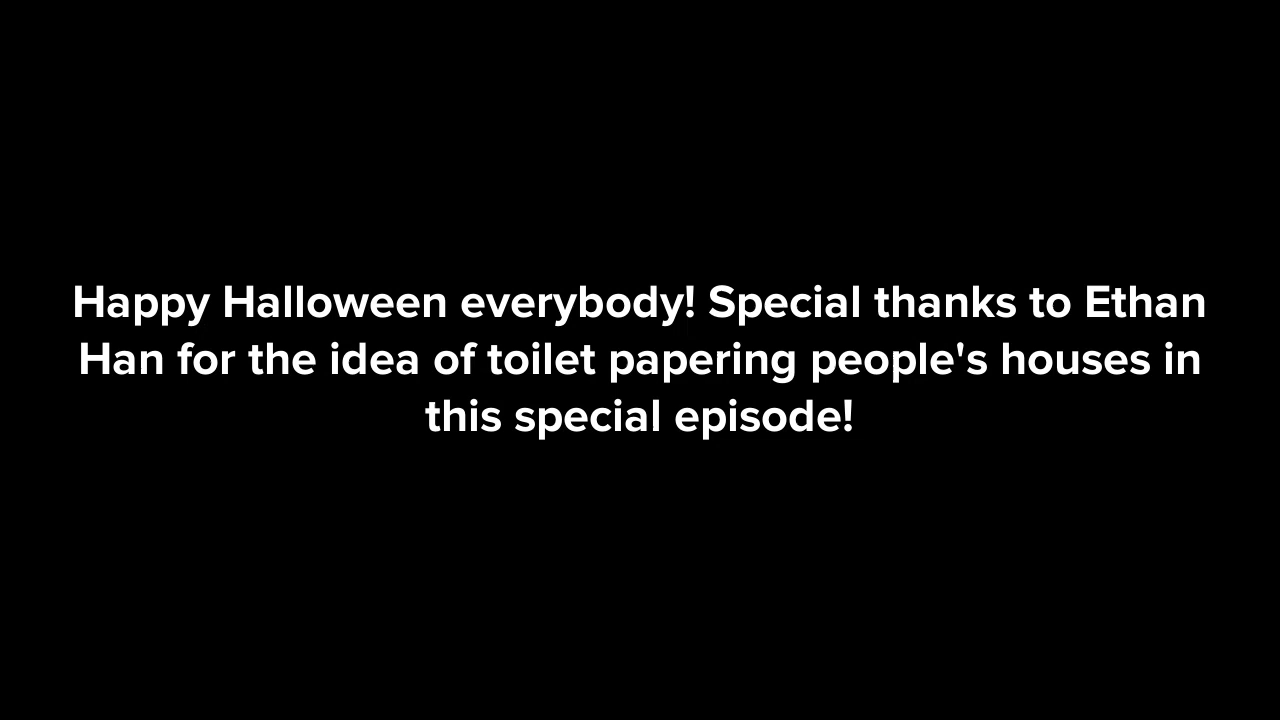 Happy Halloween everybody! Special thanks to Ethan
Han for the idea of toilet papering people's houses in
this special episode!